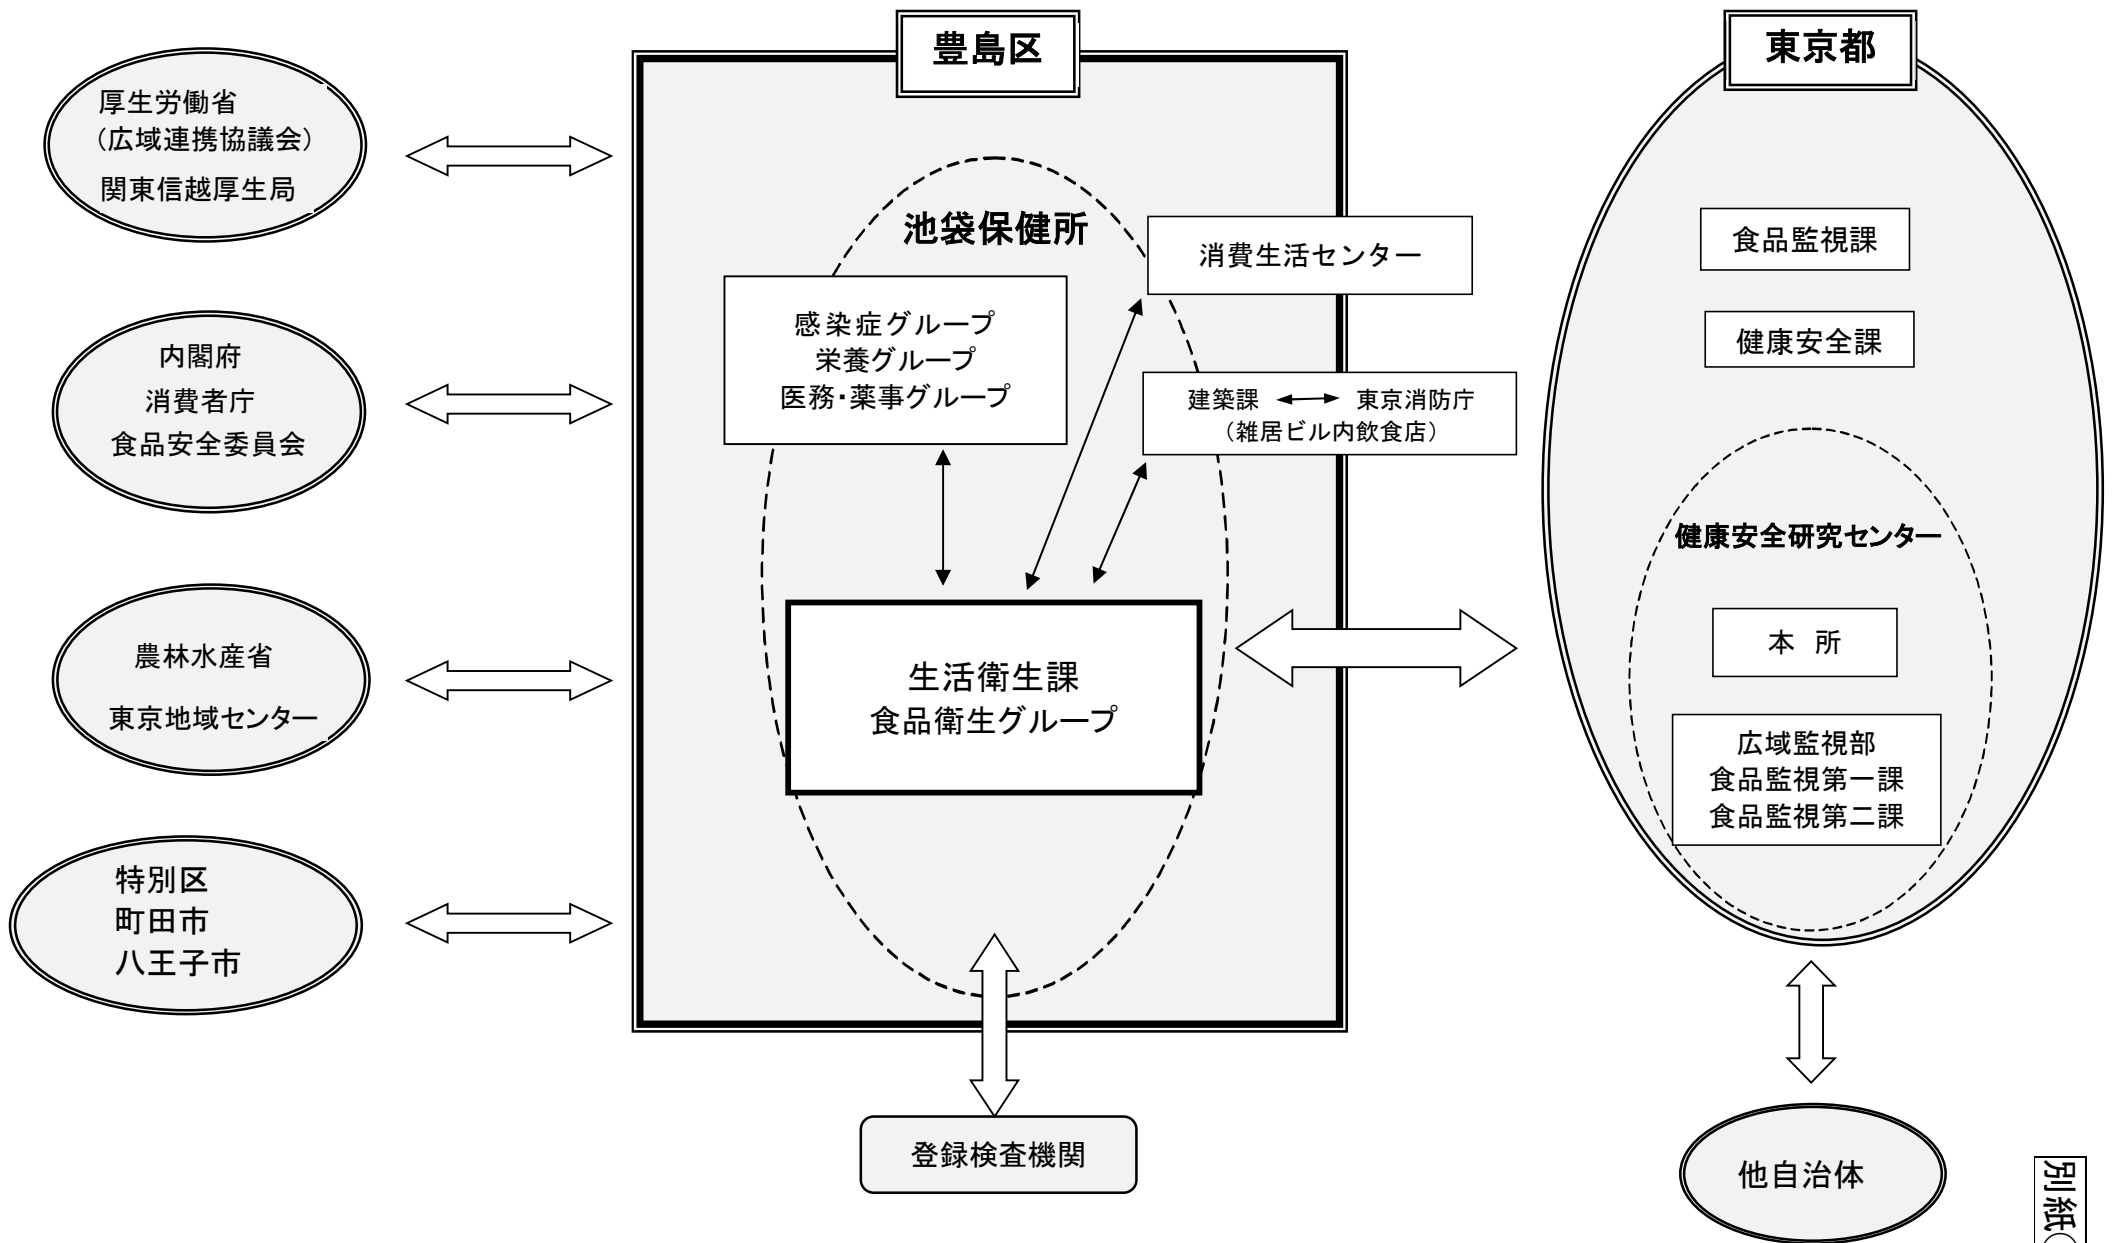 豊島区
東京都
厚生労働省
（広域連携協議会）
関東信越厚生局
内閣府
消費者庁
食品安全委員会
農林水産省
東京地域センター
特別区
町田市
八王子市
池袋保健所
消費生活センター
感染症グループ
栄養グループ
医務・薬事グループ
建築課 東京消防庁
（雑居ビル内飲食店）
生活衛生課
食品衛生グループ
登録検査機関
食品監視課
健康安全課
健康安全研究センター
本 所
広域監視部
食品監視第一課
食品監視第二課
他自治体
別紙（